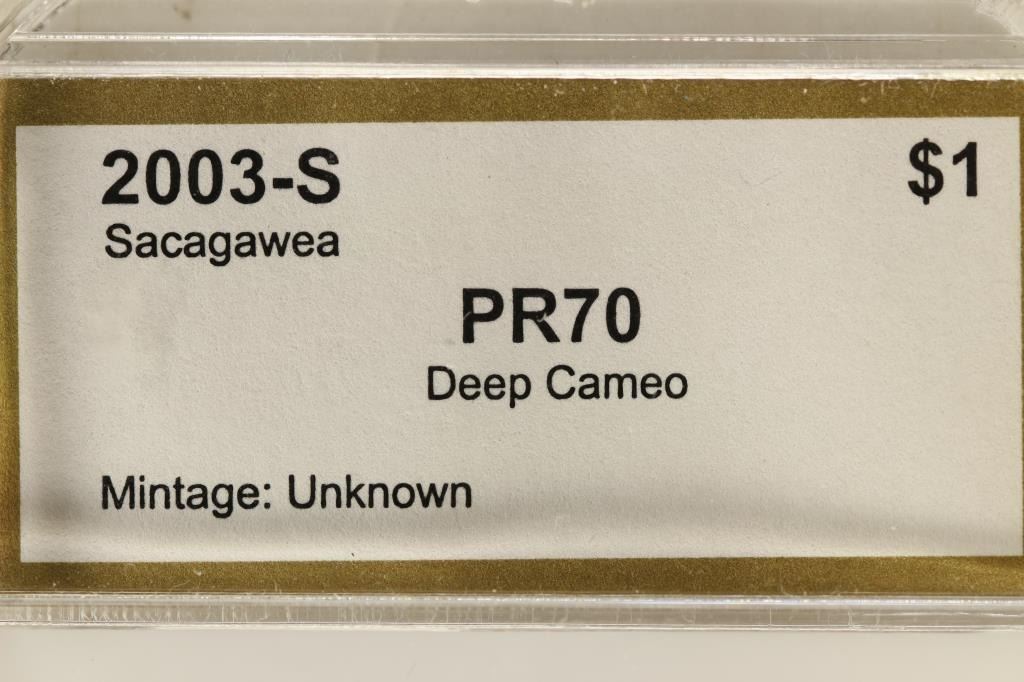 2003-S $1
Sacagawea
PR70
Deep Cameo
Mintage: Unknown